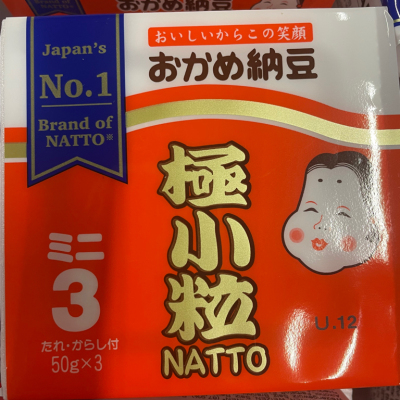 Japan's
No.1
Brand of
NATTO※
おいしいからこの笑顔
おかめ納豆
極小粒
NATTO
ミニ
3
たれ・からし付
50g×3
U.12